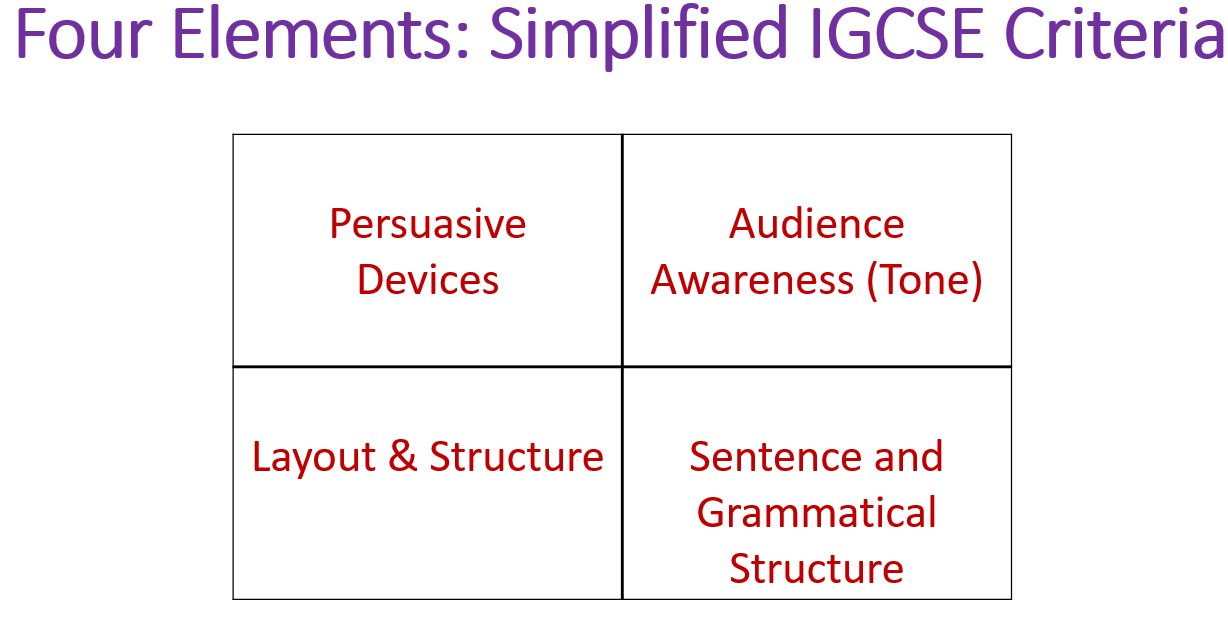 Four Elements: Simplified IGCSE Criteria
Persuasive
Devices
Audience
Awareness (Tone)
Layout & Structure
Sentence and
Grammatical
Structure